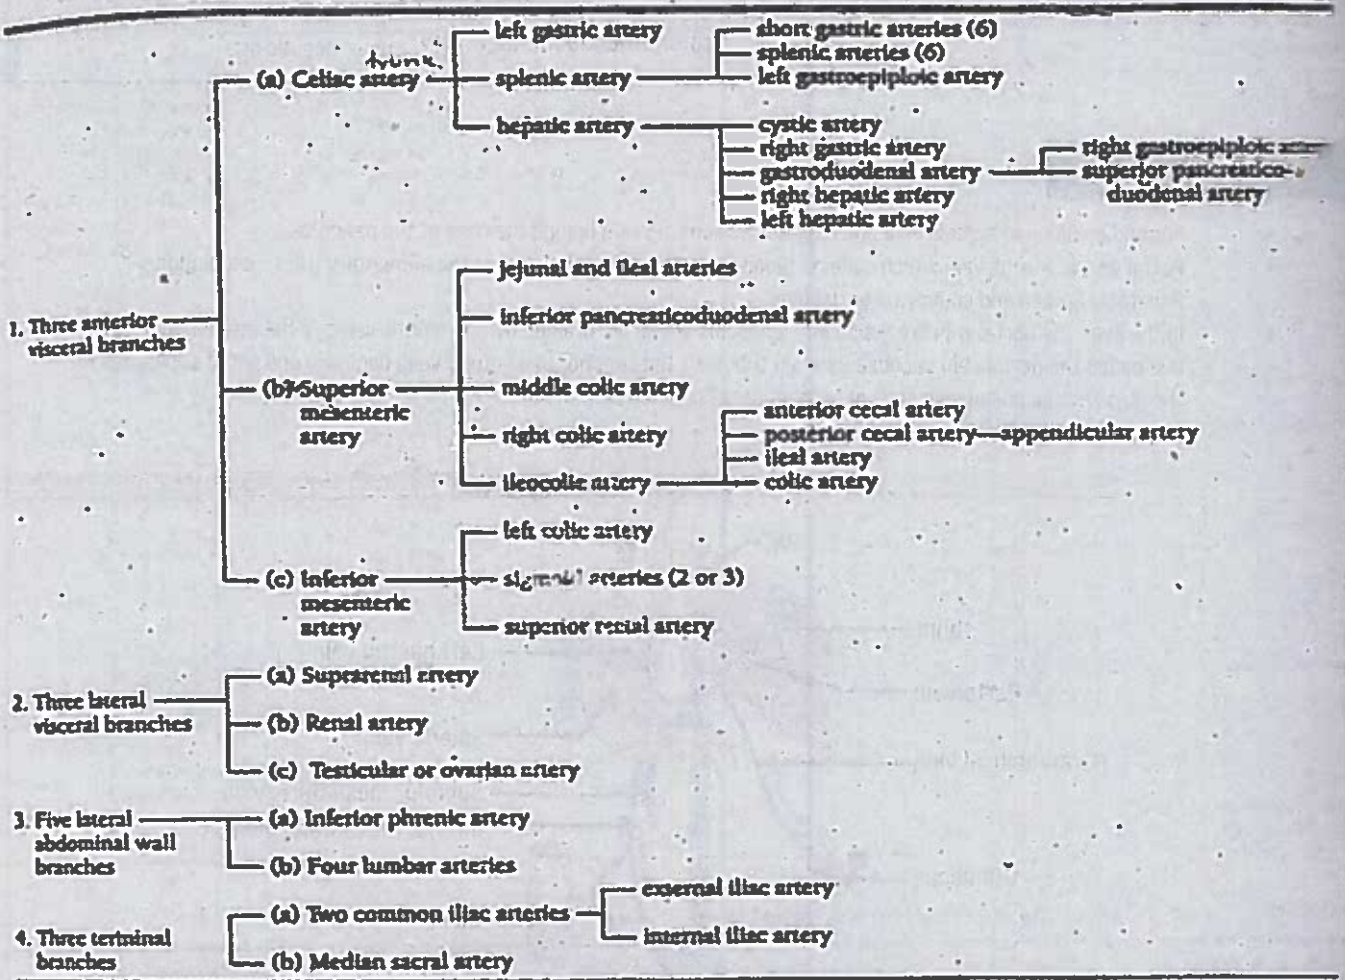 left gastric artery
short gastric arteries (6)
splenic arteries (6)
trunk
(a) Celiac artery
splenic artery
left gastroepiploic artery
hepatic artery
cystic artery
right gastric artery
right gastroepiploic
gastroduodenal artery
superior pancreatico-
duodenal artery
right hepatic artery
left hepatic artery
jejunal and ileal arteries
1. Three anterior
visceral branches
inferior pancreaticoduodenal artery
(b) Superior
mesenteric
artery
middle colic artery
anterior cecal artery
right colic artery
posterior cecal artery—appendicular artery
ileal artery
ileocolic artery
colic artery
left colic artery
(c) Inferior
mesenteric
artery
sigmoid arteries (2 or 3)
superior rectal artery
(a) Suprarenal artery
2. Three lateral
visceral branches
(b) Renal artery
(c) Testicular or ovarian artery
3. Five lateral
abdominal wall
branches
(a) Inferior phrenic artery
(b) Four lumbar arteries
external iliac artery
(a) Two common iliac arteries
internal iliac artery
4. Three terminal
branches
(b) Median sacral artery